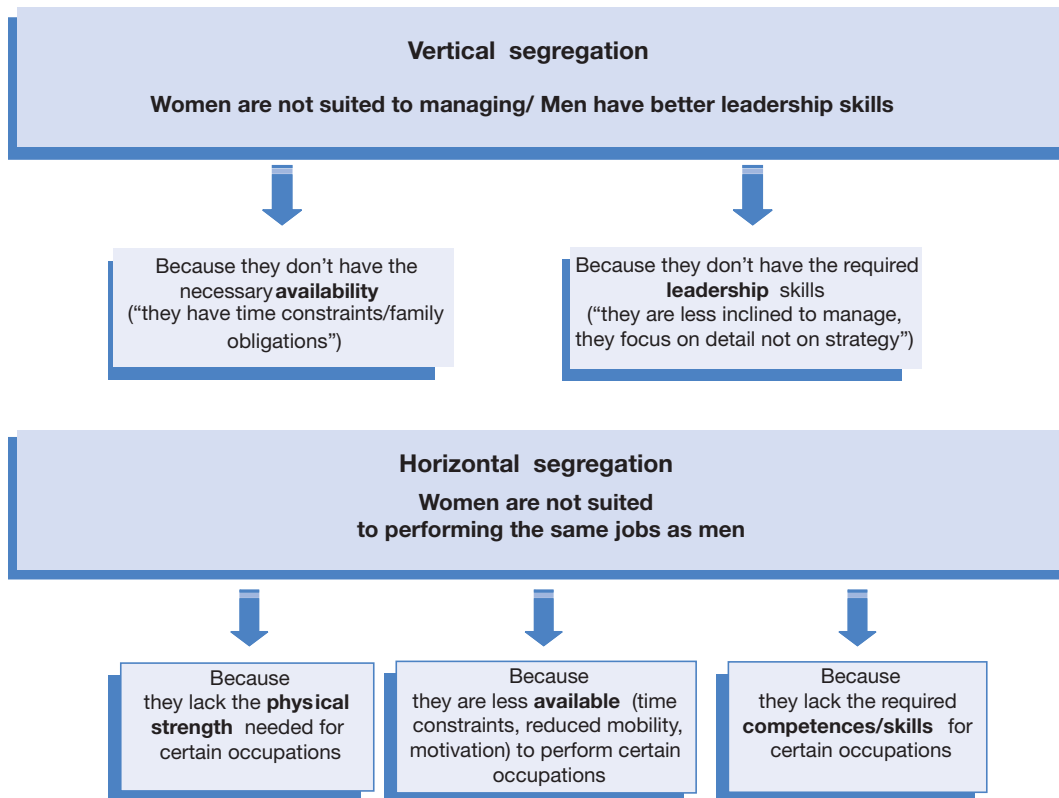 Vertical segregation
Women are not suited to managing/ Men have better leadership skills
Because they don’t have the
necessary availability
(“they have time constraints/family
obligations”)
Because they don’t have the required
leadership skills
(“they are less inclined to manage,
they focus on detail not on strategy”)
Horizontal segregation
Women are not suited
to performing the same jobs as men
Because
they lack the physical
strength needed for
certain occupations
Because
they are less available (time
constraints, reduced mobility,
motivation) to perform certain
occupations
Because
they lack the required
competences/skills for
certain occupations